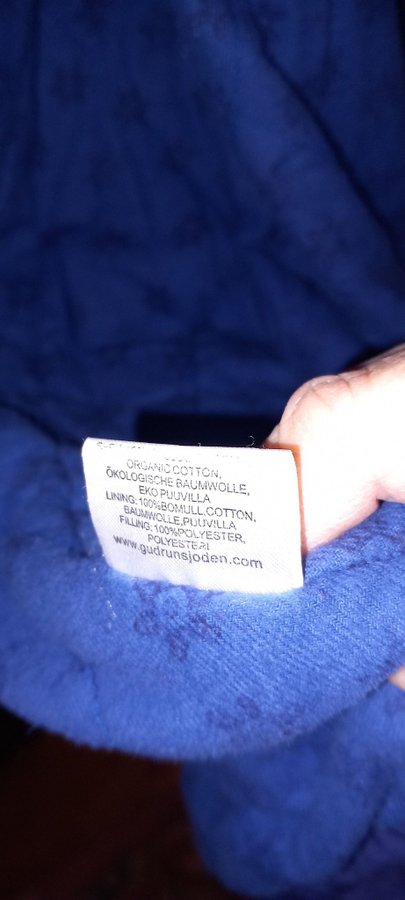 ORGANIC COTTON,
ÖKOLOGISCHE BAUMWOLLE,
EKO PUUVILLA
LINING: 100%BOMULL,COTTON,
BAUMWOLLE,PUUVILLA
FILLING: 100%POLYESTER,
POLYESTERI
www.gudrunsjoden.com